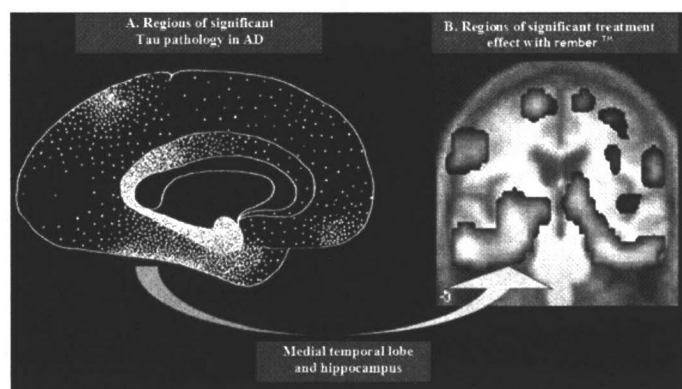 A. Regions of significant
Tau pathology in AD
B. Regions of significant treatment
effect with rember ™
Medial temporal lobe
and hippocampus